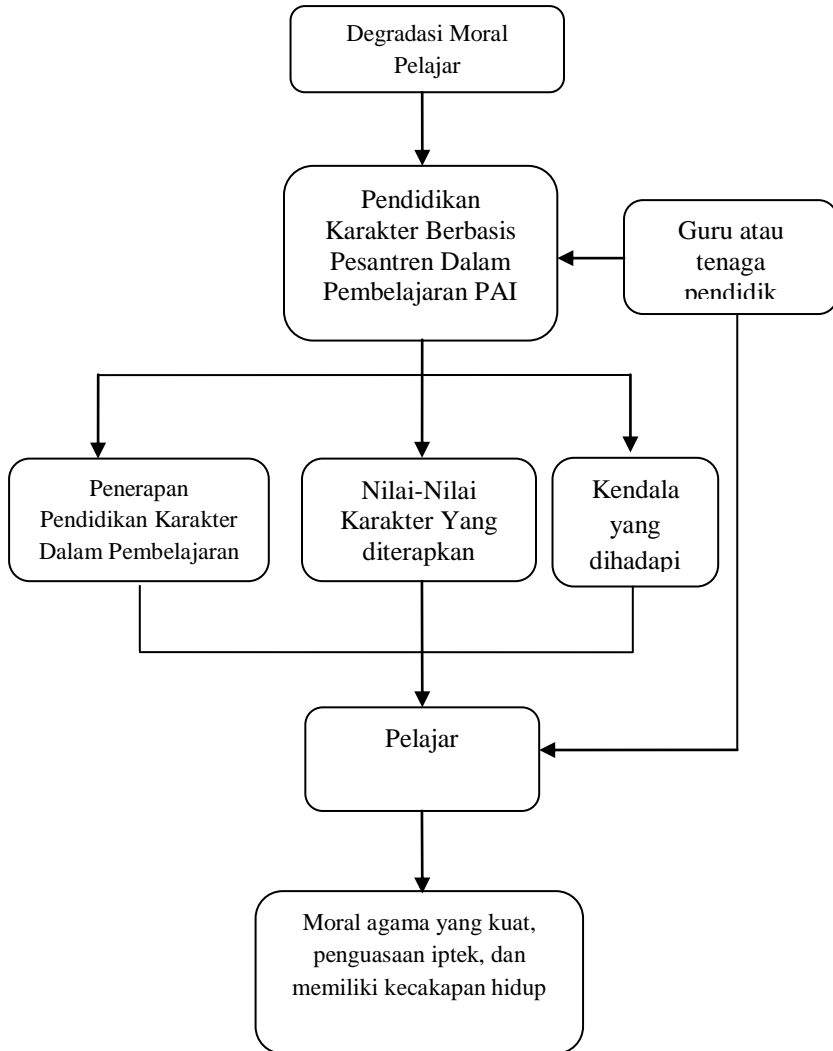 Degradasi Moral
Pelajar
Pendidikan
Karakter Berbasis
Pesantren Dalam
Pembelajaran PAI
Guru atau
tenaga
pendidik
Penerapan
Pendidikan Karakter
Dalam Pembelajaran
Nilai-Nilai
Karakter Yang
diterapkan
Kendala
yang
dihadapi
Pelajar
Moral agama yang kuat,
penguasaan iptek, dan
memiliki kecakapan hidup